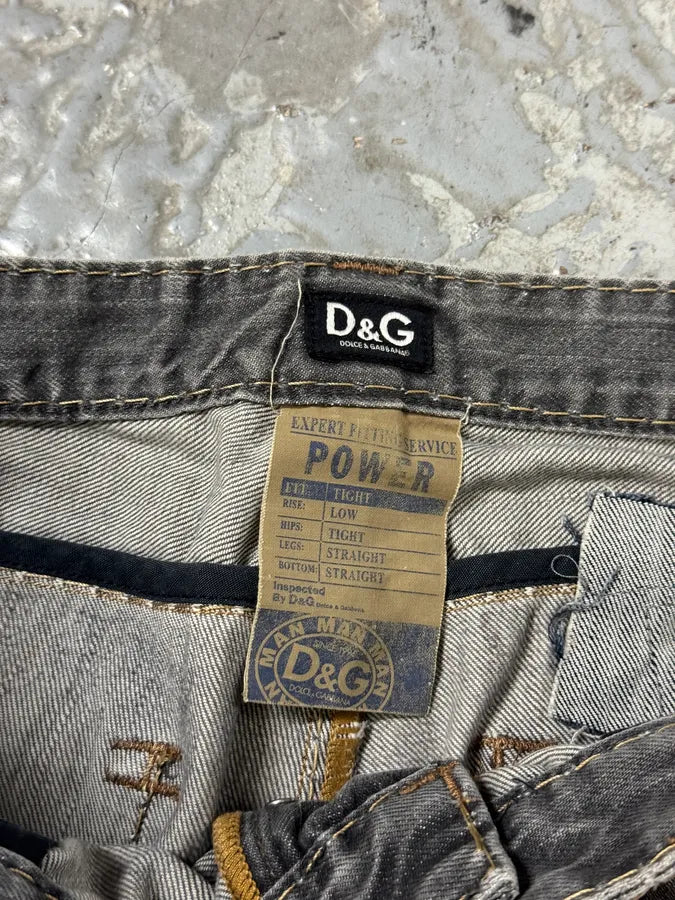 D&G
DOLCE & GABBANA
EXPERT FITTING SERVICE
POWER
FIT: TIGHT
RISE: LOW
HIPS: TIGHT
LEGS: STRAIGHT
BOTTOM: STRAIGHT
Inspected
By D&G Dolce & Gabbana
MAN MAN MAN
SINCE
D&G
DOLCE & GABBANA